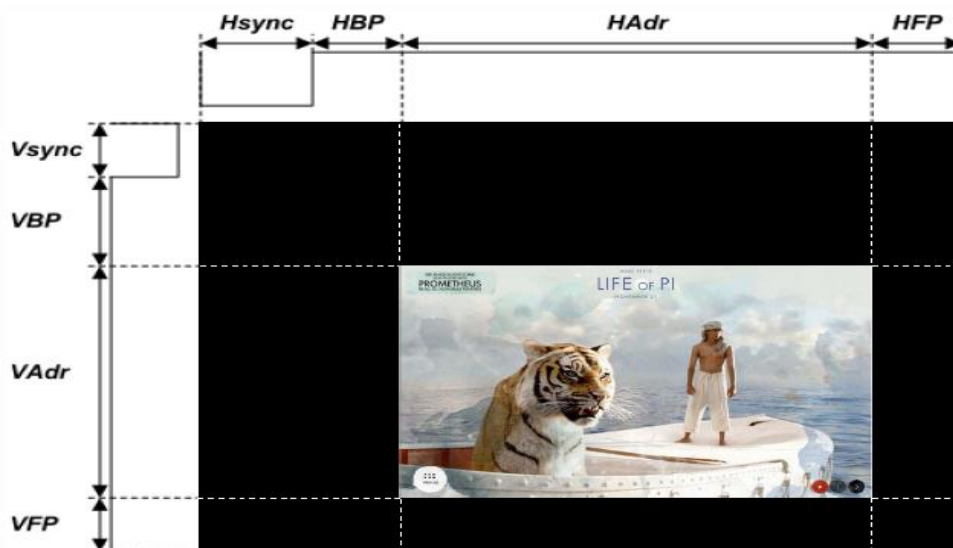 Hsync HBP HAdr HFP
Vsync
VBP
VAdr
VFP
PROMETHEUS
LIFE OF PI